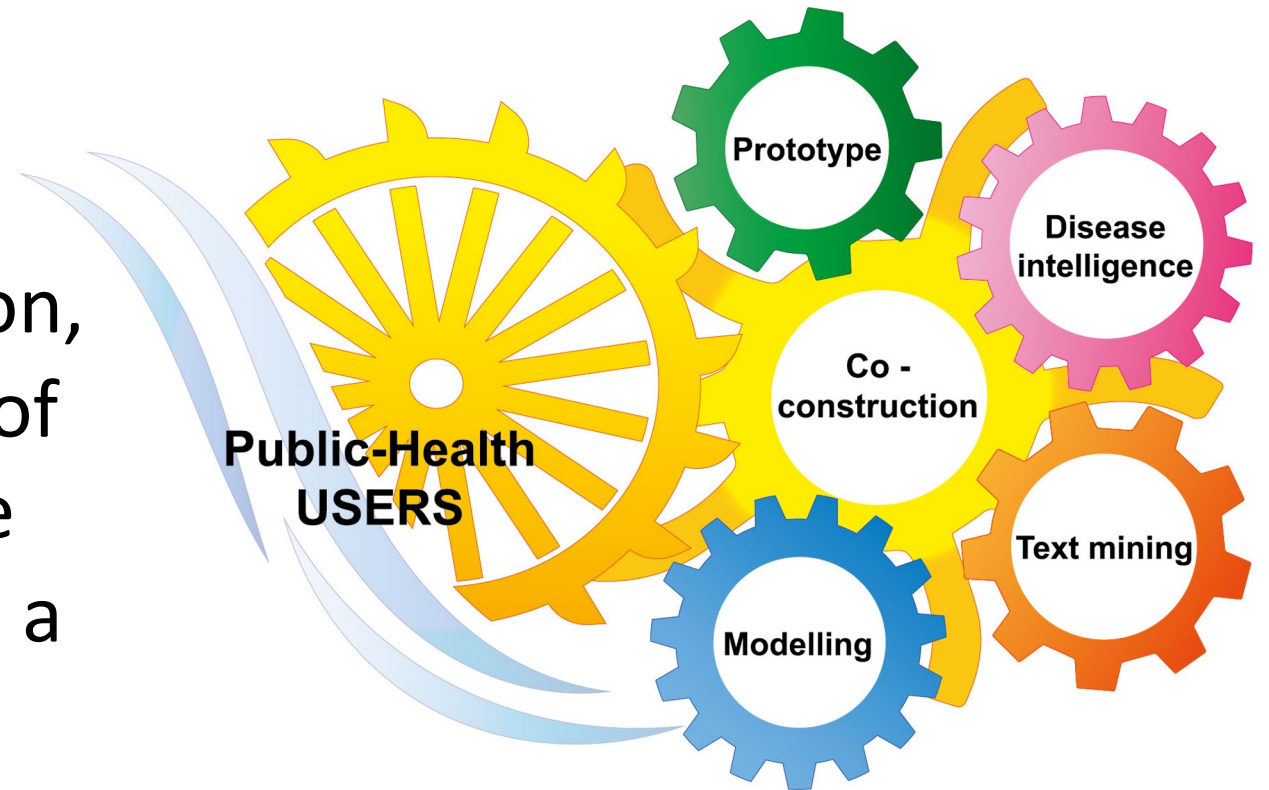 on,
of
e
a
Prototype
Disease
intelligence
Co -
construction
Public-Health
USERS
Text mining
Modelling